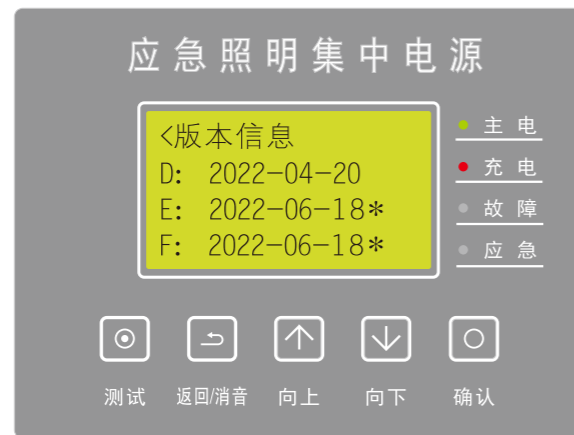 应急照明集中电源
<版本信息
D: 2022-04-20
E: 2022-06-18*
F: 2022-06-18*
主电
充电
故障
应急
测试 返回/消音 向上 向下 确认